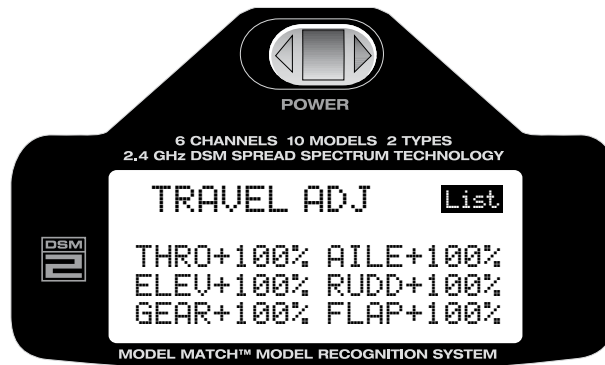 POWER
6 CHANNELS 10 MODELS 2 TYPES
2.4 GHz DSM SPREAD SPECTRUM TECHNOLOGY
TRAVEL ADJ List
DSM
2
THRO+100% AILE+100%
ELEV+100% RUDD+100%
GEAR+100% FLAP+100%
MODEL MATCH™ MODEL RECOGNITION SYSTEM